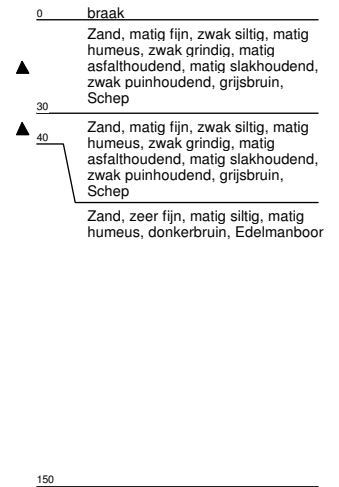 0 braak
Zand, matig fijn, zwak siltig, matig
humeus, zwak grindig, matig
asfalthoudend, matig slakhoudend,
zwak puinhoudend, grijsbruin,
Schep
30
Zand, matig fijn, zwak siltig, matig
40 humeus, zwak grindig, matig
asfalthoudend, matig slakhoudend,
zwak puinhoudend, grijsbruin,
Schep
Zand, zeer fijn, matig siltig, matig
humeus, donkerbruin, Edelmanboor
150